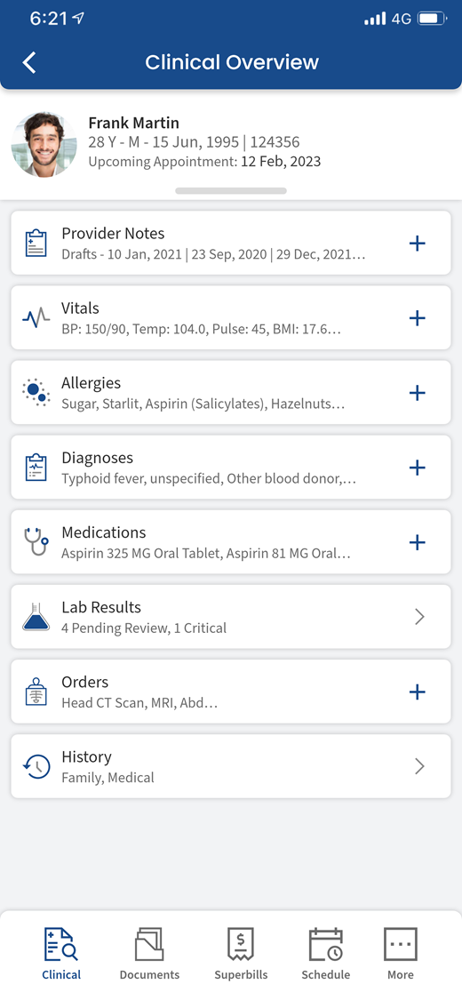 6:21
4G
Clinical Overview
Frank Martin
28 Y - M - 15 Jun, 1995 | 124356
Upcoming Appointment: 12 Feb, 2023
Provider Notes
Drafts - 10 Jan, 2021 | 23 Sep, 2020 | 29 Dec, 2021...
Vitals
BP: 150/90, Temp: 104.0, Pulse: 45, BMI: 17.6...
Allergies
Sugar, Starlit, Aspirin (Salicylates), Hazelnuts...
Diagnoses
Typhoid fever, unspecified, Other blood donor,...
Medications
Aspirin 325 MG Oral Tablet, Aspirin 81 MG Oral...
Lab Results
4 Pending Review, 1 Critical
Orders
Head CT Scan, MRI, Abd...
History
Family, Medical
Clinical
Documents
Superbills
Schedule
More